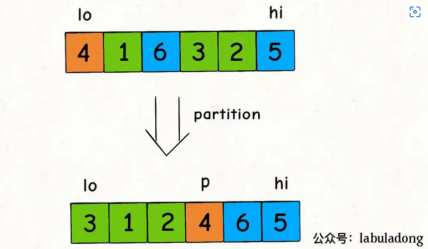 lo hi
4 1 6 3 2 5
partition
lo p hi
3 1 2 4 6 5
公众号：labuladong